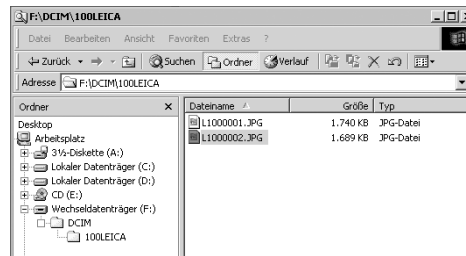 F:\DCIM\100LEICA
Datei Bearbeiten Ansicht Favoriten Extras ?
Zurück Suchen Ordner Verlauf
Adresse F:\DCIM\100LEICA
Ordner x
Desktop
Arbeitsplatz
3½-Diskette (A:)
Lokaler Datenträger (C:)
Lokaler Datenträger (D:)
CD (E:)
Wechseldatenträger (F:)
DCIM
100LEICA
Dateiname Größe Typ
L1000001.JPG 1.740 KB JPG-Datei
L1000002.JPG 1.689 KB JPG-Datei